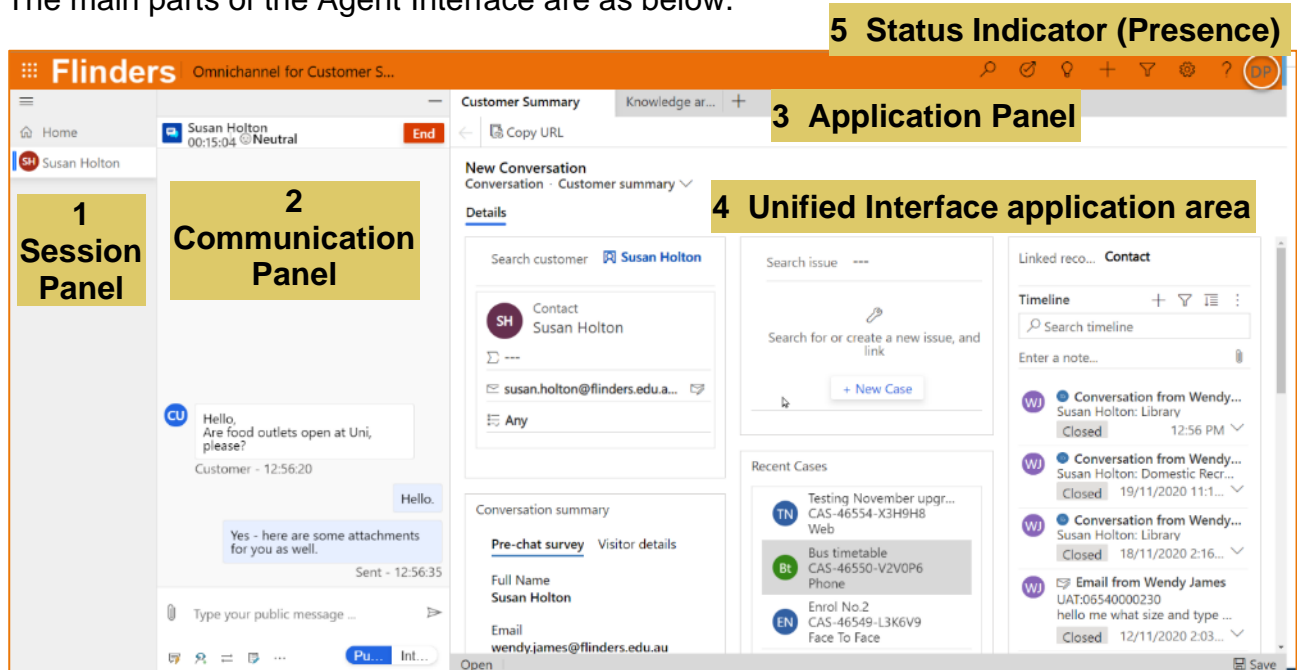 The main parts of the Agent Interface are as below.
5 Status Indicator (Presence)
Flinders
Omnichannel for Customer S...
? DP
Customer Summary
Knowledge ar...
3 Application Panel
Home
Susan Holton
00:15:04 Neutral
End
Copy URL
SH Susan Holton
New Conversation
Conversation · Customer summary
1
Session
Panel
2
Communication
Panel
4 Unified Interface application area
Details
Search customer Susan Holton
SH
Contact
Susan Holton
---
susan.holton@flinders.edu.a...
Any
Search issue ---
Search for or create a new issue, and
link
+ New Case
Linked reco... Contact
Timeline
Search timeline
Enter a note...
WJ
Conversation from Wendy...
Susan Holton: Library
Closed 12:56 PM
WJ
Conversation from Wendy...
Susan Holton: Domestic Recr...
Closed 19/11/2020 11:1...
WJ
Conversation from Wendy...
Susan Holton: Library
Closed 18/11/2020 2:16...
WJ
Email from Wendy James
UAT:06540000230
hello me what size and type ...
Closed 12/11/2020 2:03...
CU
Hello,
Are food outlets open at Uni,
please?
Customer - 12:56:20
Hello.
Yes - here are some attachments
for you as well.
Sent - 12:56:35
Type your public message ...
Pu... Int...
Conversation summary
Pre-chat survey Visitor details
Full Name
Susan Holton
Email
wendy.james@flinders.edu.au
Recent Cases
TN
Testing November upgr...
CAS-46554-X3H9H8
Web
Bt
Bus timetable
CAS-46550-V2V0P6
Phone
EN
Enrol No.2
CAS-46549-L3K6V9
Face To Face
Open
Save